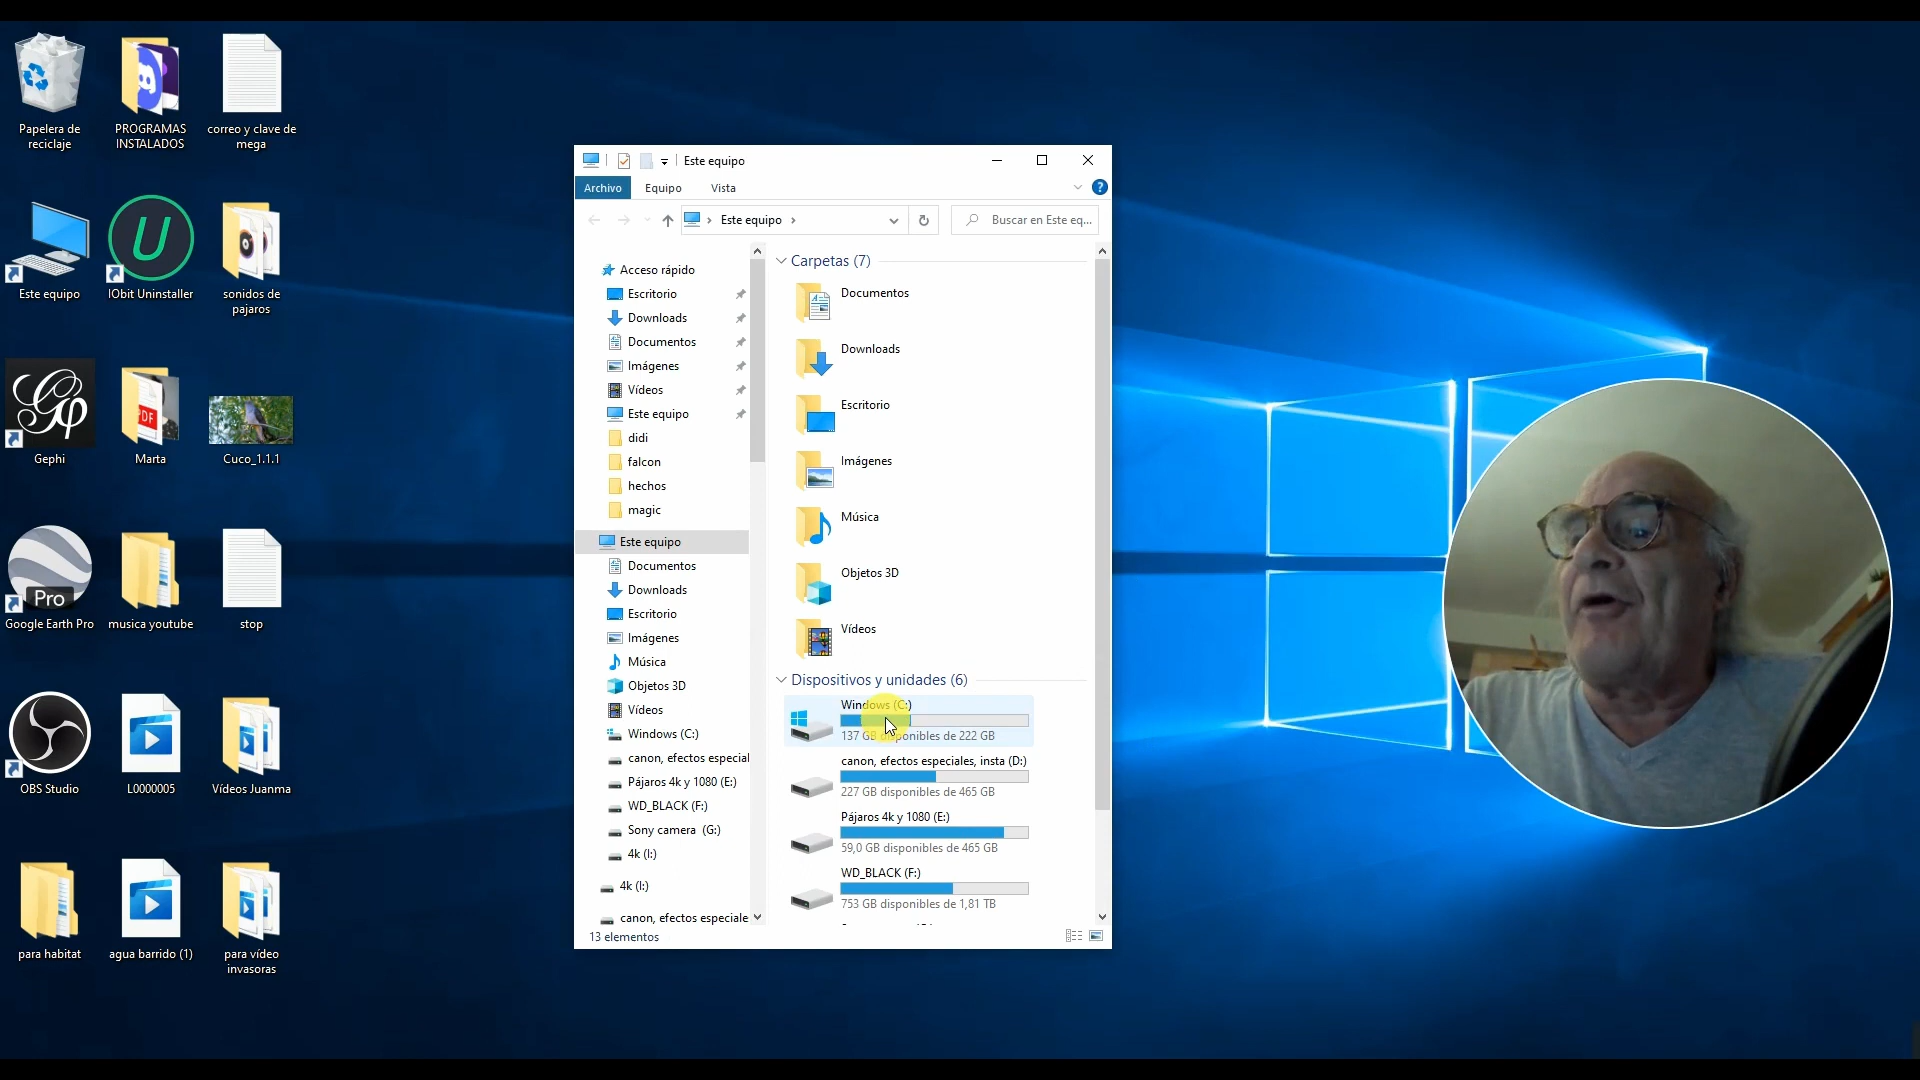 Papelera de
reciclaje
PROGRAMAS
INSTALADOS
correo y clave de
mega
Este equipo
IObit Uninstaller
sonidos de
pajaros
Gephi
PDF
Marta
Cuco_1.1.1
Pro
Google Earth Pro
musica youtube
stop
OBS Studio
L0000005
Vídeos Juanma
para habitat
agua barrido (1)
para vídeo
invasoras
Este equipo
Archivo
Equipo
Vista
Este equipo
Buscar en Este eq...
Acceso rápido
Escritorio
Downloads
Documentos
Imágenes
Vídeos
Este equipo
didi
falcon
hechos
magic
Este equipo
Documentos
Downloads
Escritorio
Imágenes
Música
Objetos 3D
Vídeos
Windows (C:)
canon, efectos especial
Pájaros 4k y 1080 (E:)
WD_BLACK (F:)
Sony camera (G:)
4k (I:)
4k (I:)
canon, efectos especiale
Carpetas (7)
Documentos
Downloads
Escritorio
Imágenes
Música
Objetos 3D
Vídeos
Dispositivos y unidades (6)
Windows (C:)
137 GB disponibles de 222 GB
canon, efectos especiales, insta (D:)
227 GB disponibles de 465 GB
Pájaros 4k y 1080 (E:)
59,0 GB disponibles de 465 GB
WD_BLACK (F:)
753 GB disponibles de 1,81 TB
13 elementos